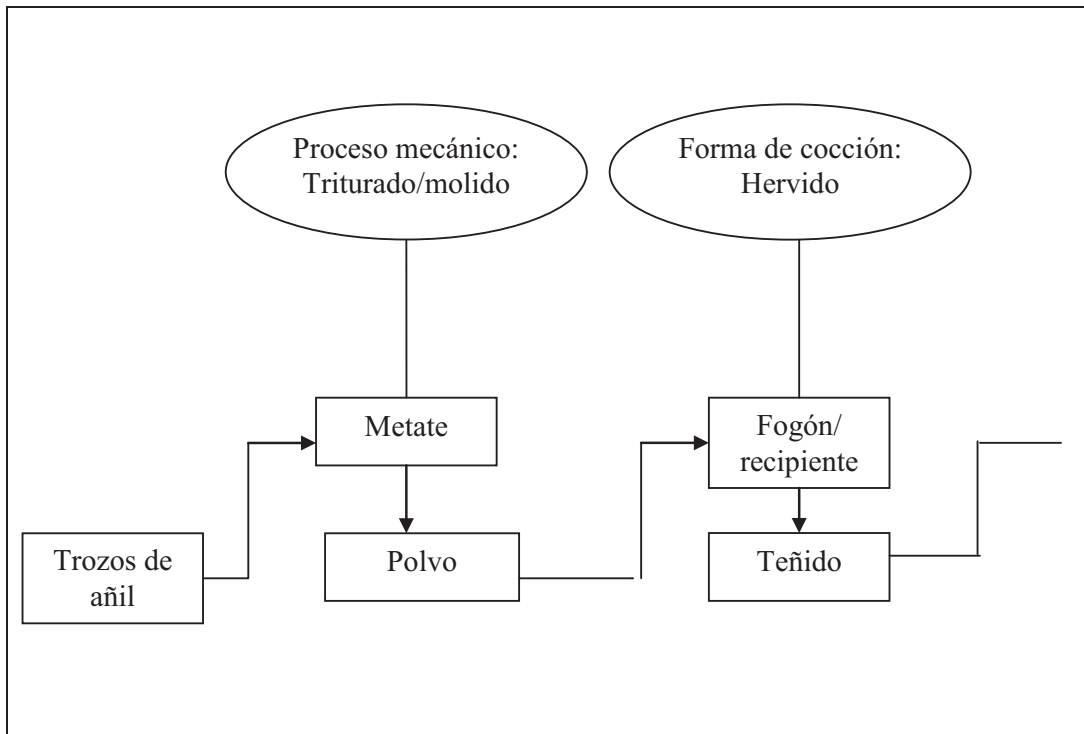 Proceso mecánico:
Triturado/molido
Forma de cocción:
Hervido
Metate
Fogón/
recipiente
Trozos de
añil
Polvo
Teñido